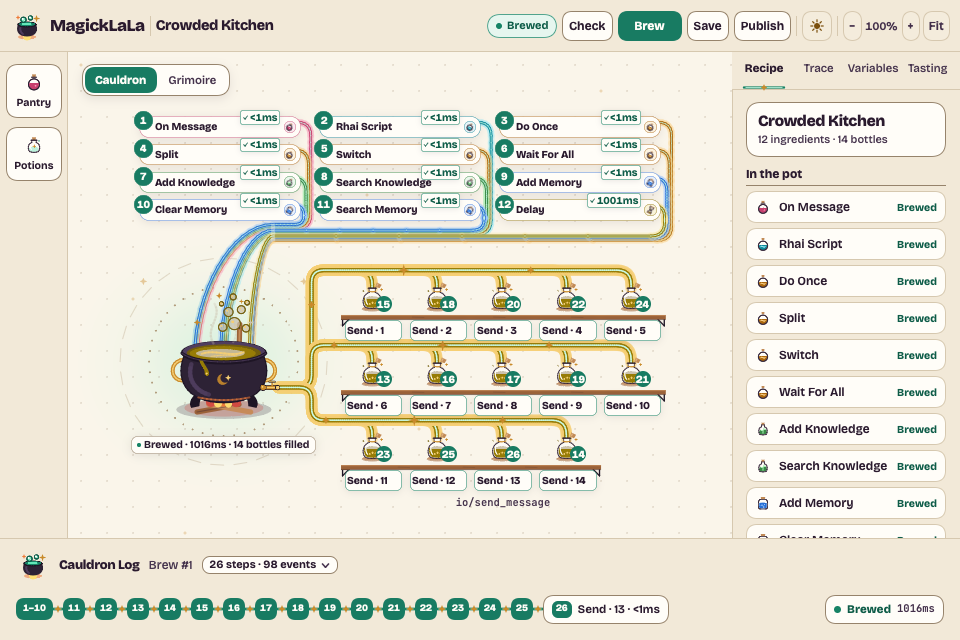 MagickLaLa
Crowded Kitchen
Brewed
Check
Brew
Save
Publish
− 100% +
Fit
Pantry
Potions
Cauldron
Grimoire
Recipe
Trace
Variables
Tasting
1 On Message ✓<1ms
2 Rhai Script ✓<1ms
3 Do Once ✓<1ms
4 Split ✓<1ms
5 Switch ✓<1ms
6 Wait For All ✓<1ms
7 Add Knowledge ✓<1ms
8 Search Knowledge ✓<1ms
9 Add Memory ✓<1ms
10 Clear Memory ✓<1ms
11 Search Memory ✓<1ms
12 Delay ✓1001ms
15 18 20 22 24
Send · 1 Send · 2 Send · 3 Send · 4 Send · 5
13 16 17 19 21
Send · 6 Send · 7 Send · 8 Send · 9 Send · 10
23 25 26 14
Send · 11 Send · 12 Send · 13 Send · 14
io/send_message
Brewed · 1016ms · 14 bottles filled
Crowded Kitchen
12 ingredients · 14 bottles
In the pot
On Message Brewed
Rhai Script Brewed
Do Once Brewed
Split Brewed
Switch Brewed
Wait For All Brewed
Add Knowledge Brewed
Search Knowledge Brewed
Add Memory Brewed
Cauldron Log
Brew #1
26 steps · 98 events
1–10 11 12 13 14 15 16 17 18 19 20 21 22 23 24 25 26 Send · 13 · <1ms
Brewed 1016ms